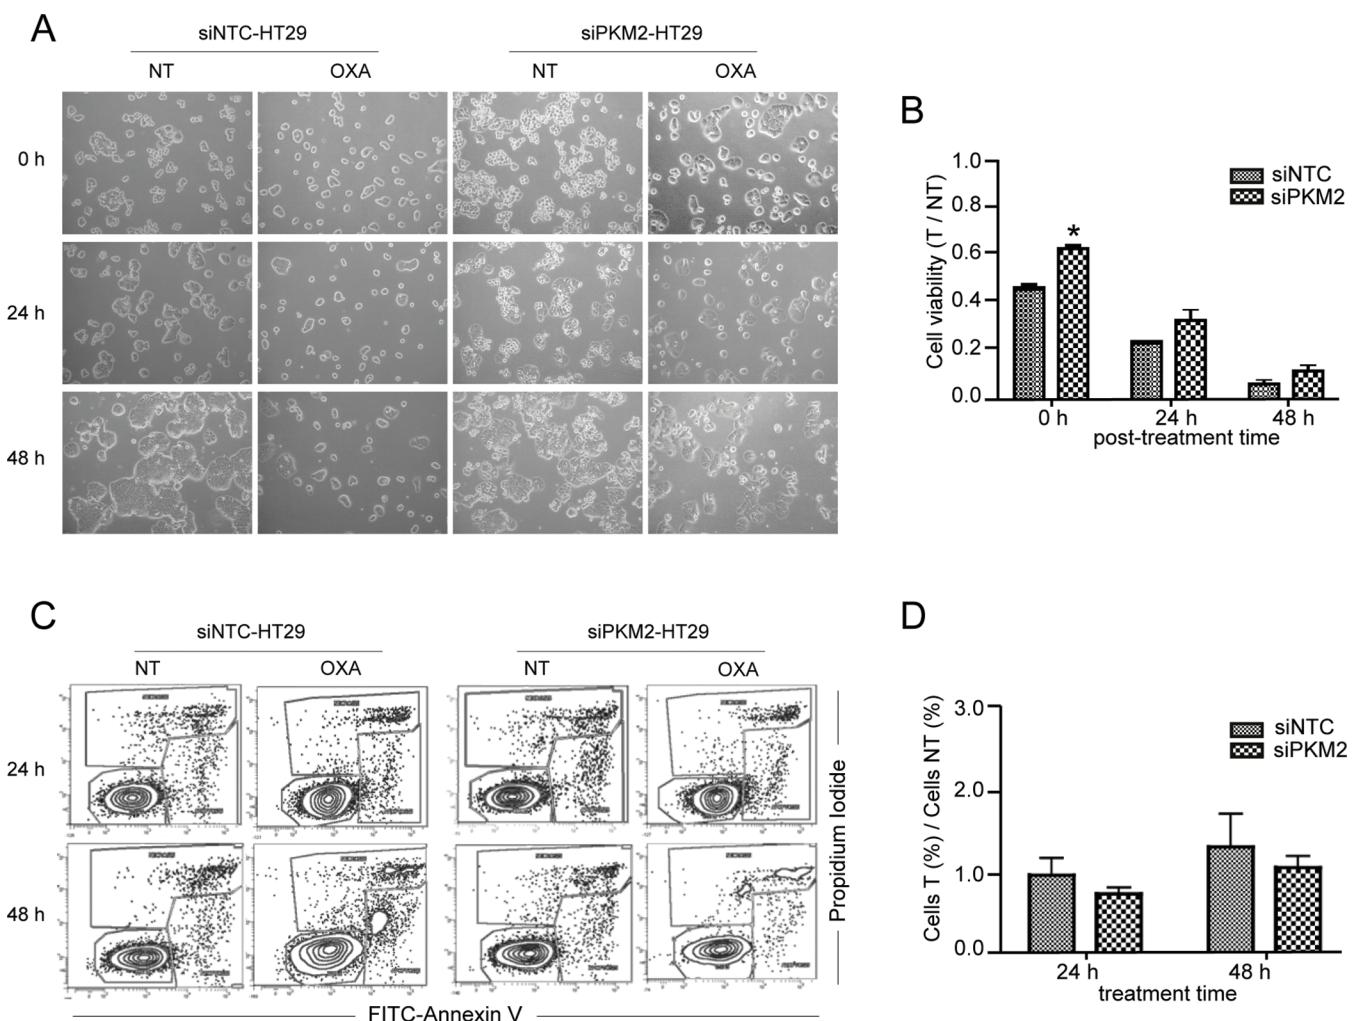 A
siNTC-HT29
siPKM2-HT29
NT
OXA
NT
OXA
0 h
24 h
48 h
B
Cell viability (T / NT)
1.0
0.8
0.6
0.4
0.2
0.0
*
siNTC
siPKM2
0 h
24 h
48 h
post-treatment time
C
siNTC-HT29
siPKM2-HT29
NT
OXA
NT
OXA
24 h
48 h
Propidium Iodide
FITC-Annexin V
D
Cells T (%) / Cells NT (%)
3.0
2.0
1.0
0.0
siNTC
siPKM2
24 h
48 h
treatment time